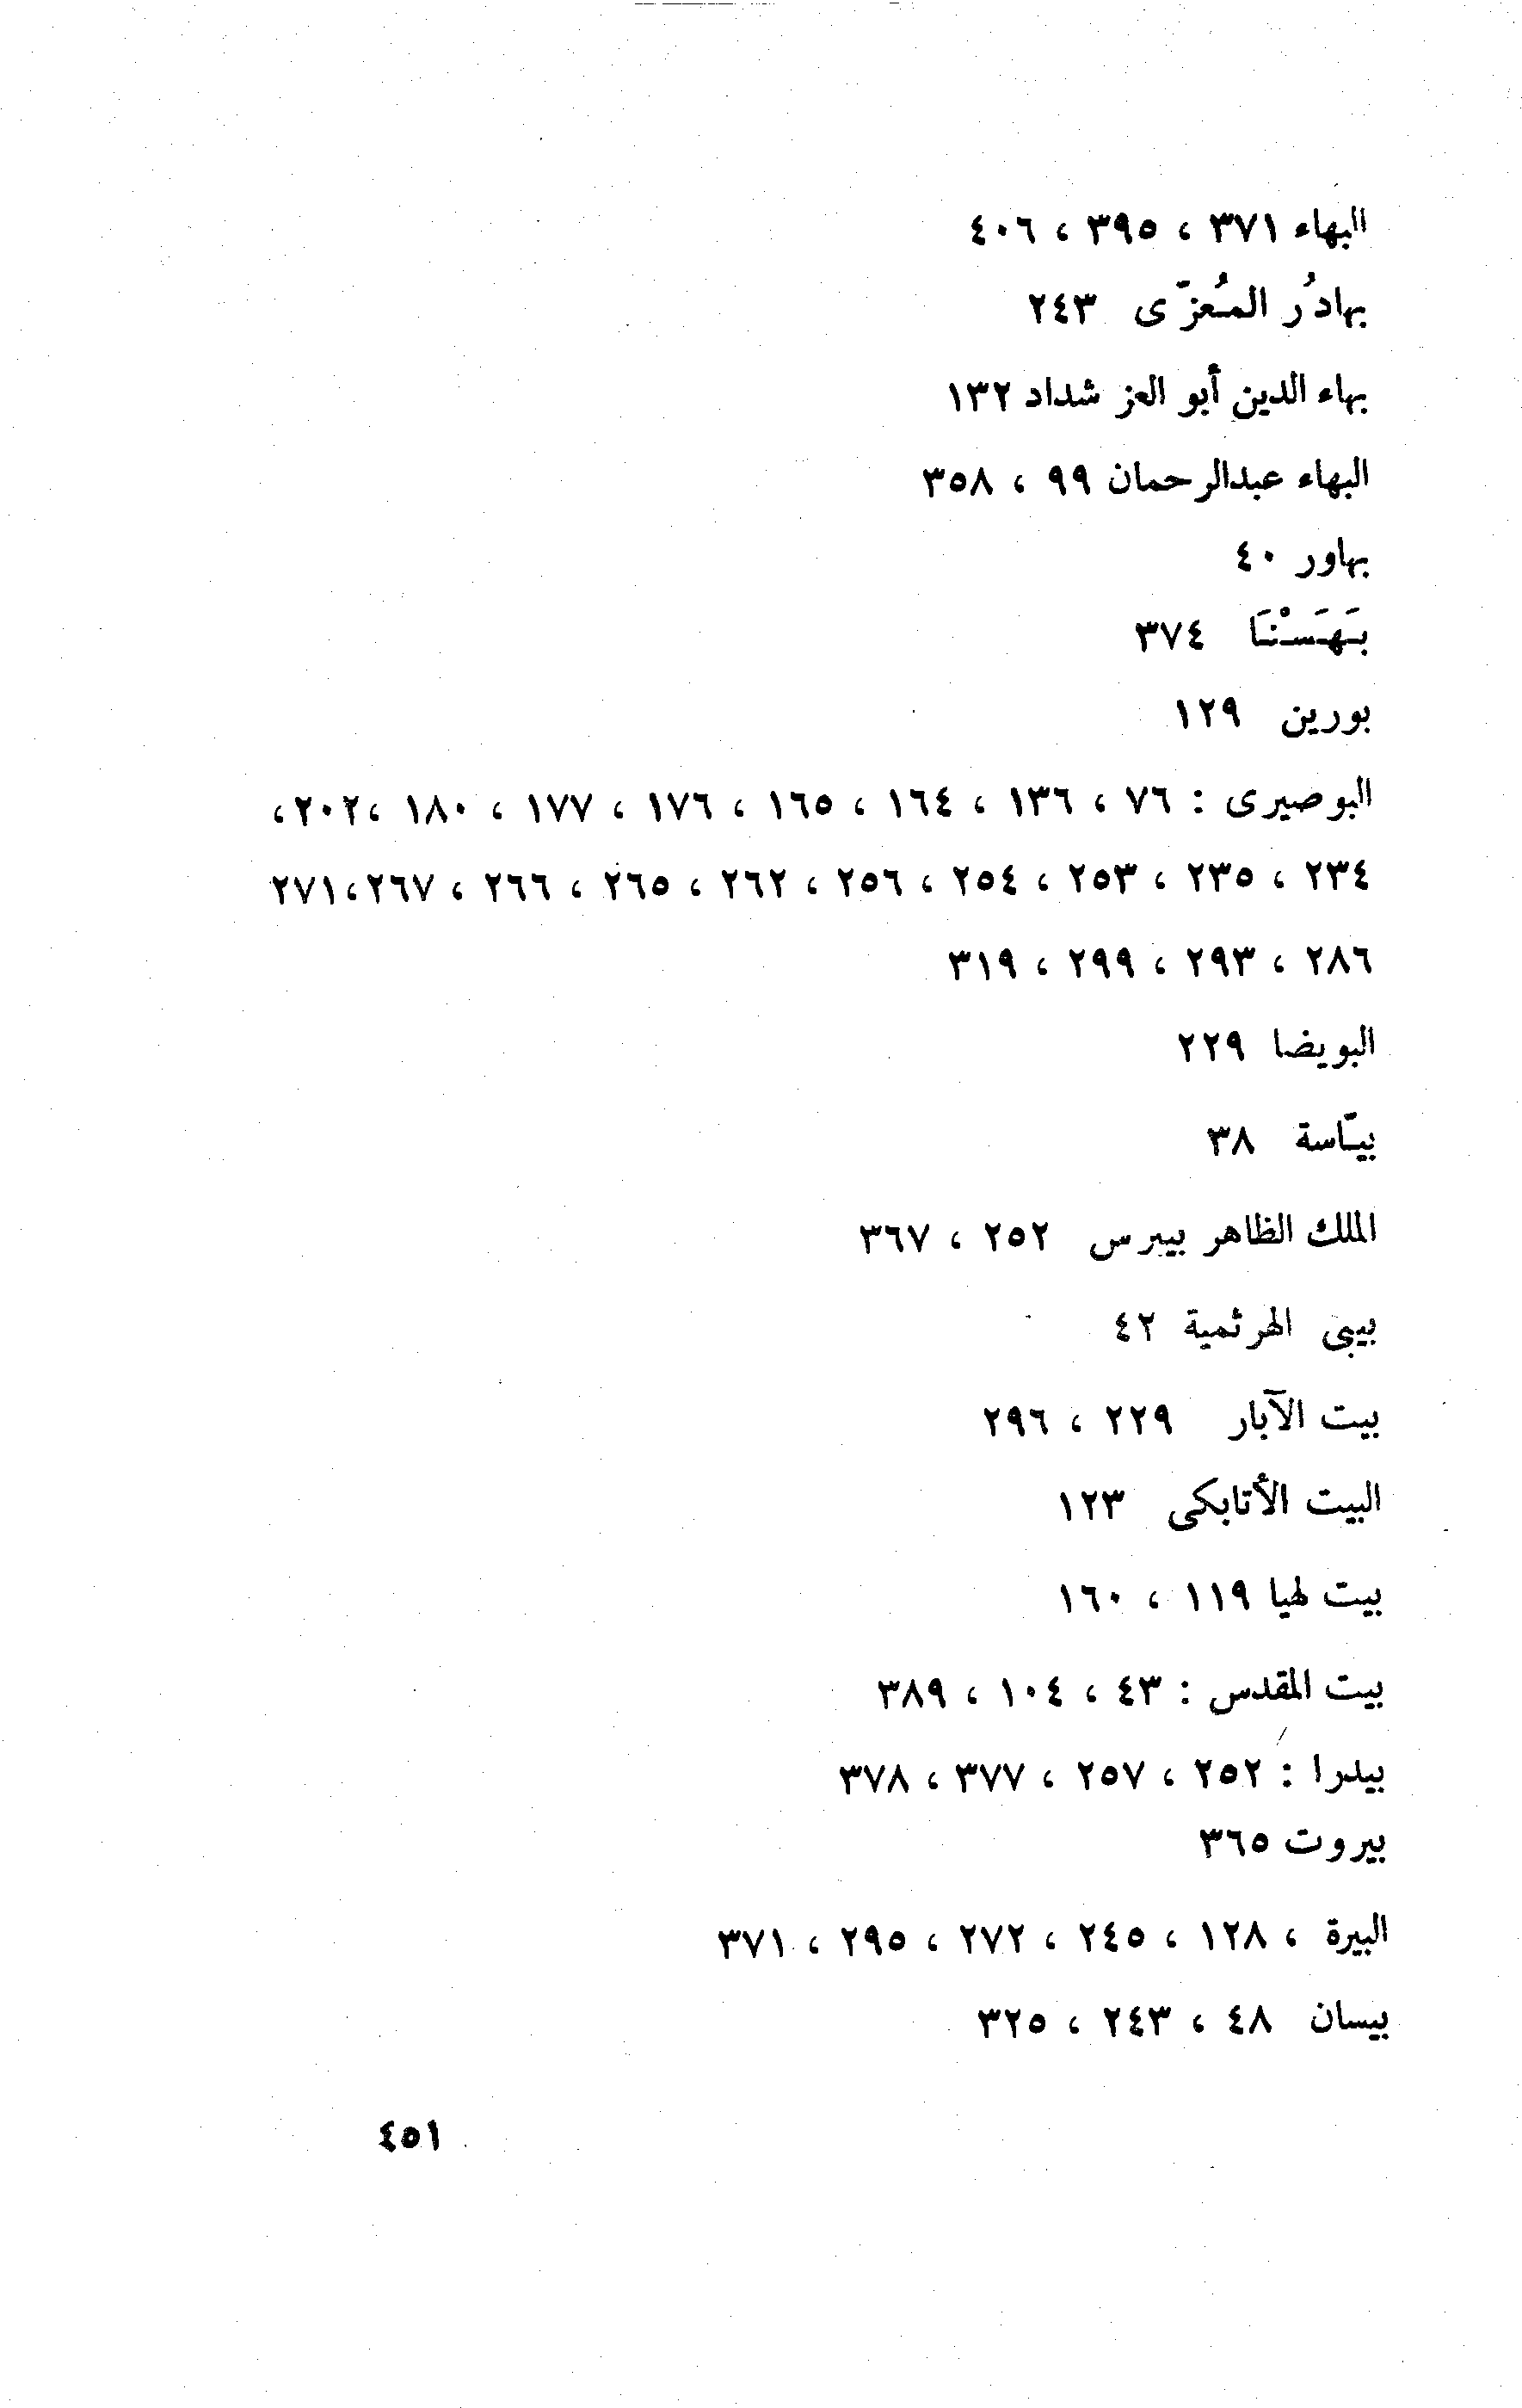 البهاء ٣٧١ ، ٣٩٥ ، ٤٠٦
بهادُر المُعزّى ٢٤٣
بهاء الدين أبو العز شداد ١٣٢
البهاء عبدالرحمان ٩٩ ، ٣٥٨
بهاور ٤٠
بَهَسْنَا ٣٧٤
بورين ١٢٩
البوصيرى : ٧٦ ، ١٣٦ ، ١٦٤ ، ١٦٥ ، ١٧٦ ، ١٧٧ ، ١٨٠ ،٢٠٢،
٢٣٤ ، ٢٣٥ ، ٢٥٣ ، ٢٥٤ ، ٢٥٦ ، ٢٦٢ ، ٢٦٥ ، ٢٦٦ ، ٢٦٧،٢٧١
٢٨٦ ، ٢٩٣ ، ٢٩٩ ، ٣١٩
البويضا ٢٢٩
بيّاسة ٣٨
الملك الظاهر بيبرس ٢٥٢ ، ٣٦٧
بيبى الهرثمية ٤٢
بيت الآبار ٢٢٩ ، ٢٩٦
البيت الأتابكى ١٢٣
بيت لهيا ١١٩ ، ١٦٠
بيت المقدس : ٤٣ ، ١٠٤ ، ٣٨٩
بيدرا : ٢٥٢ ، ٢٥٧ ، ٣٧٧ ، ٣٧٨
بيروت ٣٦٥
البيرة ، ١٢٨ ، ٢٤٥ ، ٢٧٢ ، ٢٩٥ ، ٣٧١
بيسان ٤٨ ، ٢٤٣ ، ٣٢٥
٤٥١